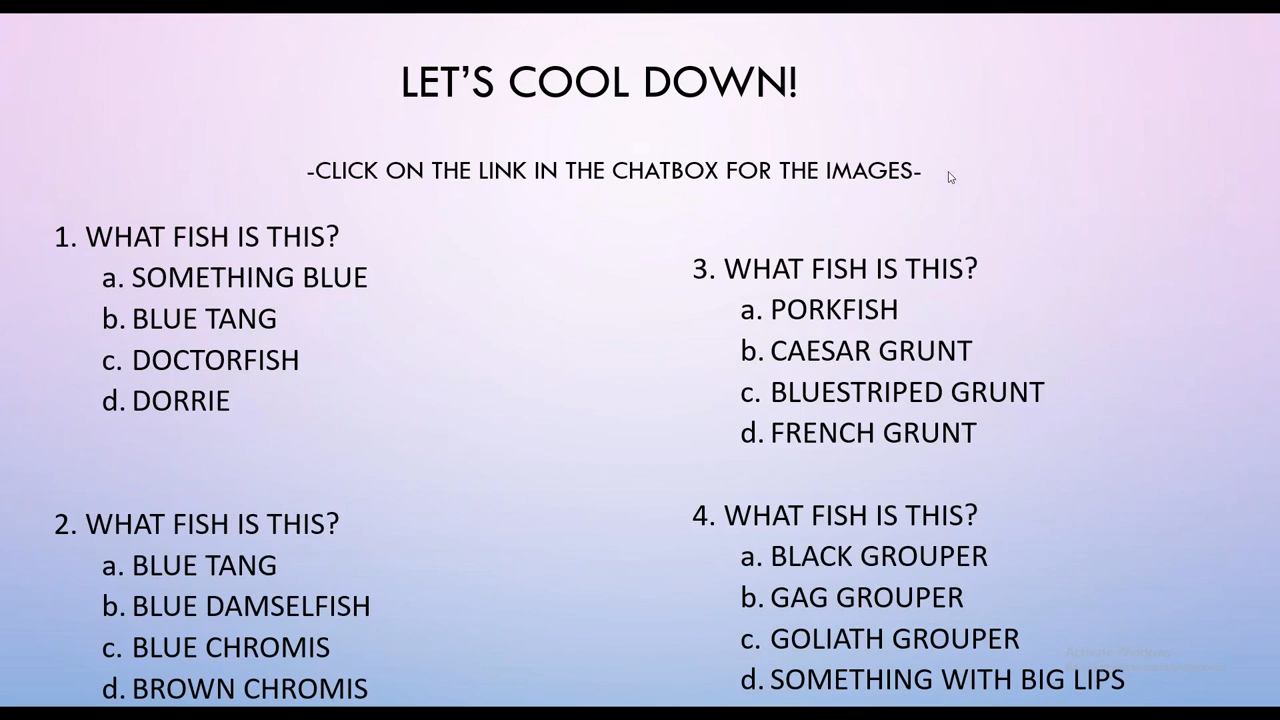 LET'S COOL DOWN!
-CLICK ON THE LINK IN THE CHATBOX FOR THE IMAGES-
1. WHAT FISH IS THIS?
a. SOMETHING BLUE
b. BLUE TANG
c. DOCTORFISH
d. DORRIE
2. WHAT FISH IS THIS?
a. BLUE TANG
b. BLUE DAMSELFISH
c. BLUE CHROMIS
d. BROWN CHROMIS
3. WHAT FISH IS THIS?
a. PORKFISH
b. CAESAR GRUNT
c. BLUESTRIPED GRUNT
d. FRENCH GRUNT
4. WHAT FISH IS THIS?
a. BLACK GROUPER
b. GAG GROUPER
c. GOLIATH GROUPER
d. SOMETHING WITH BIG LIPS
Activate Windows